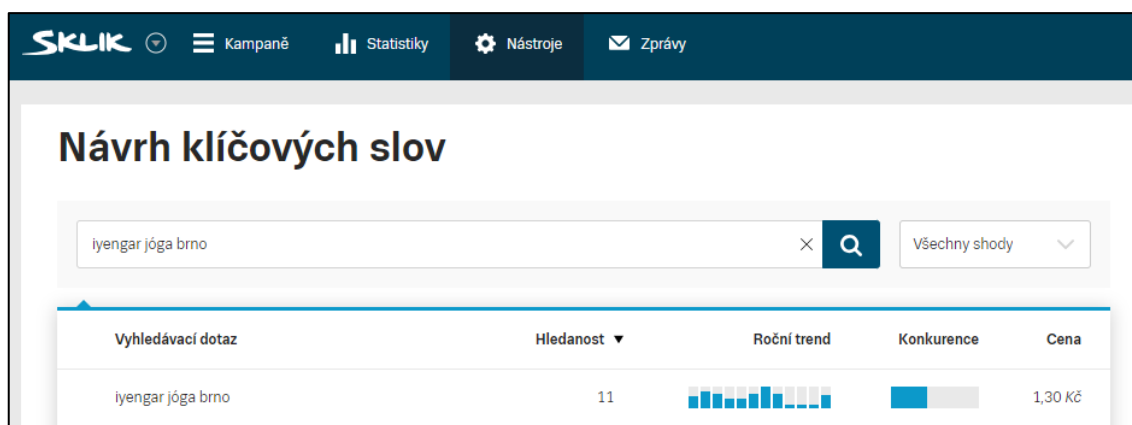 SKLIK Kampaně Statistiky Nástroje Zprávy
Návrh klíčových slov
iyengar jóga brno Všechny shody
Vyhledávací dotaz Hledanost ▼ Roční trend Konkurence Cena
iyengar jóga brno 11 1,30 Kč